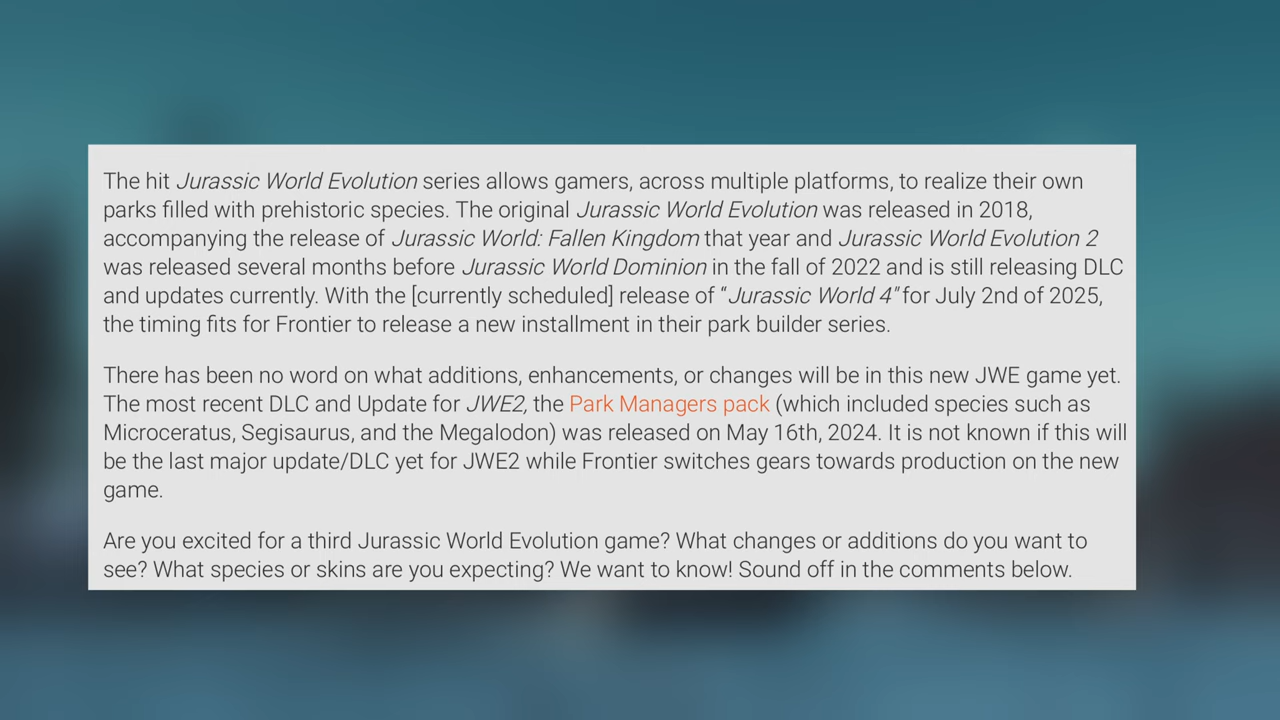 The hit Jurassic World Evolution series allows gamers, across multiple platforms, to realize their own
parks filled with prehistoric species. The original Jurassic World Evolution was released in 2018,
accompanying the release of Jurassic World: Fallen Kingdom that year and Jurassic World Evolution 2
was released several months before Jurassic World Dominion in the fall of 2022 and is still releasing DLC
and updates currently. With the [currently scheduled] release of “Jurassic World 4" for July 2nd of 2025,
the timing fits for Frontier to release a new installment in their park builder series.
There has been no word on what additions, enhancements, or changes will be in this new JWE game yet.
The most recent DLC and Update for JWE2, the Park Managers pack (which included species such as
Microceratus, Segisaurus, and the Megalodon) was released on May 16th, 2024. It is not known if this will
be the last major update/DLC yet for JWE2 while Frontier switches gears towards production on the new
game.
Are you excited for a third Jurassic World Evolution game? What changes or additions do you want to
see? What species or skins are you expecting? We want to know! Sound off in the comments below.